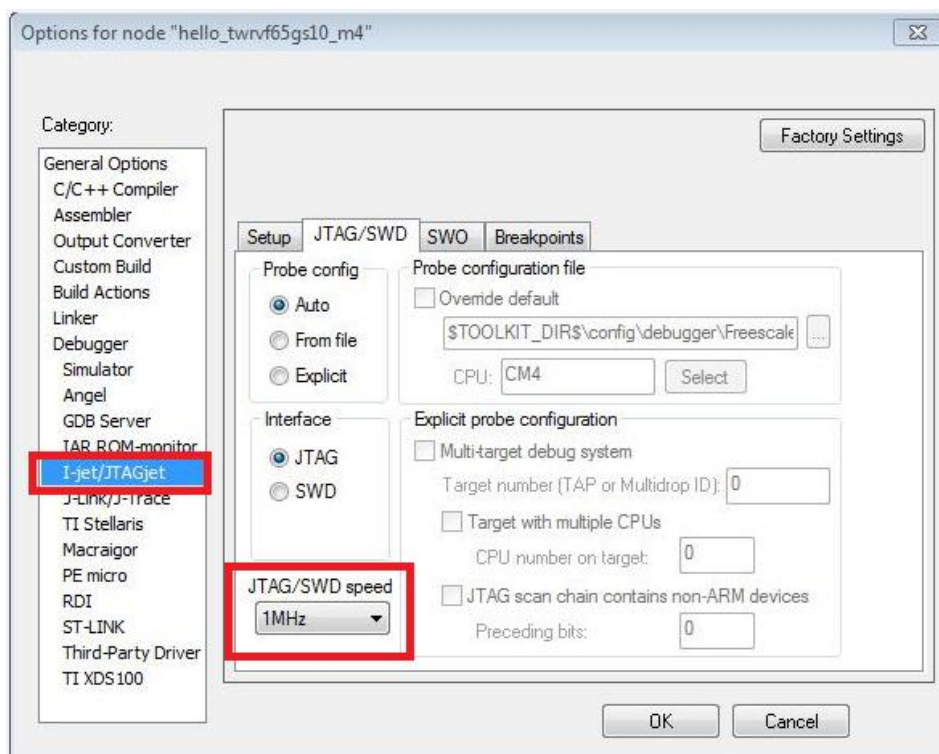 Options for node "hello_twrvf65gs10_m4"
Category:
Factory Settings
General Options
C/C++ Compiler
Assembler
Output Converter
Custom Build
Build Actions
Linker
Debugger
Simulator
Angel
GDB Server
IAR ROM-monitor
I-jet/JTAGjet
J-Link/J-Trace
TI Stellaris
Macraigor
PE micro
RDI
ST-LINK
Third-Party Driver
TI XDS100
Setup JTAG/SWD SWO Breakpoints
Probe config
Auto
From file
Explicit
Probe configuration file
Override default
$TOOLKIT_DIR$\config\debugger\Freescale ...
CPU: CM4 Select
Interface
JTAG
SWD
JTAG/SWD speed
1MHz
Explicit probe configuration
Multi-target debug system
Target number (TAP or Multidrop ID): 0
Target with multiple CPUs
CPU number on target: 0
JTAG scan chain contains non-ARM devices
Preceding bits: 0
OK Cancel